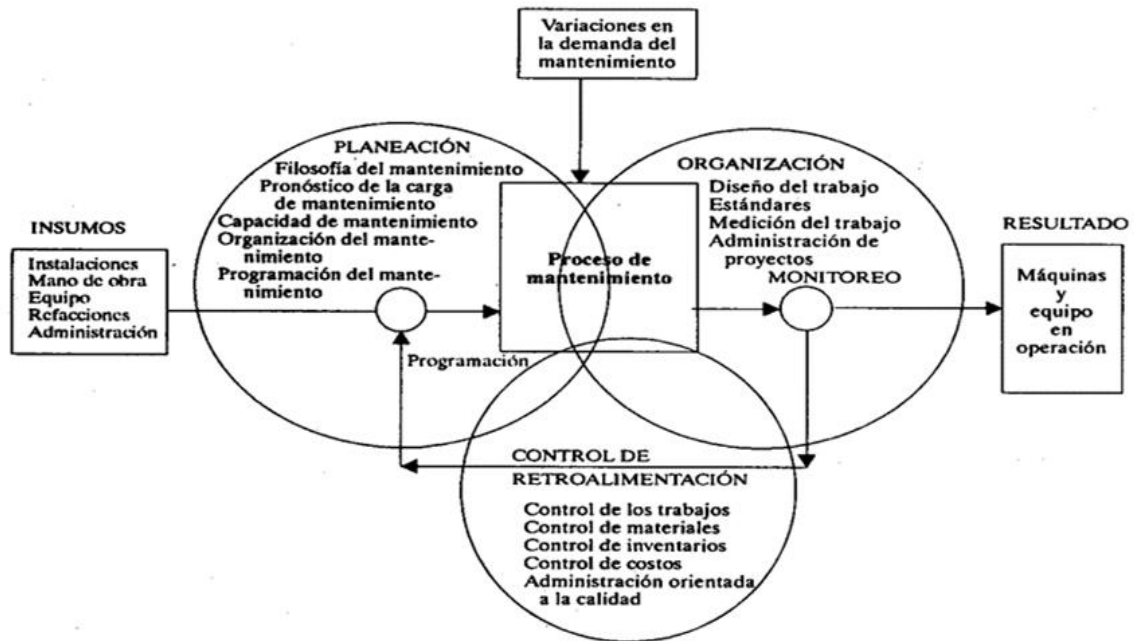 Variaciones en
la demanda del
mantenimiento
PLANEACIÓN
Filosofía del mantenimiento
Pronóstico de la carga
de mantenimiento
Capacidad de mantenimiento
Organización del mante-
nimiento
Programación del mante-
nimiento
ORGANIZACIÓN
Diseño del trabajo
Estándares
Medición del trabajo
Administración de
proyectos
MONITOREO
INSUMOS
Instalaciones
Mano de obra
Equipo
Refacciones
Administración
Proceso de
mantenimiento
RESULTADO
Máquinas
y
equipo
en
operación
Programación
CONTROL DE
RETROALIMENTACIÓN
Control de los trabajos
Control de materiales
Control de inventarios
Control de costos
Administración orientada
a la calidad